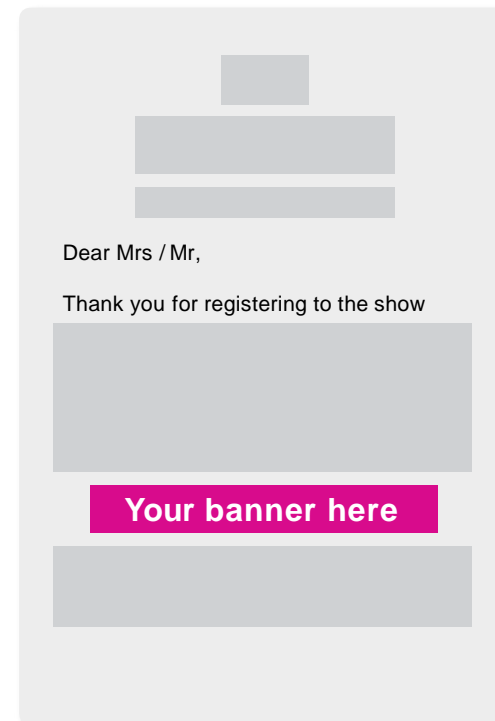 Dear Mrs / Mr,
Thank you for registering to the show
Your banner here